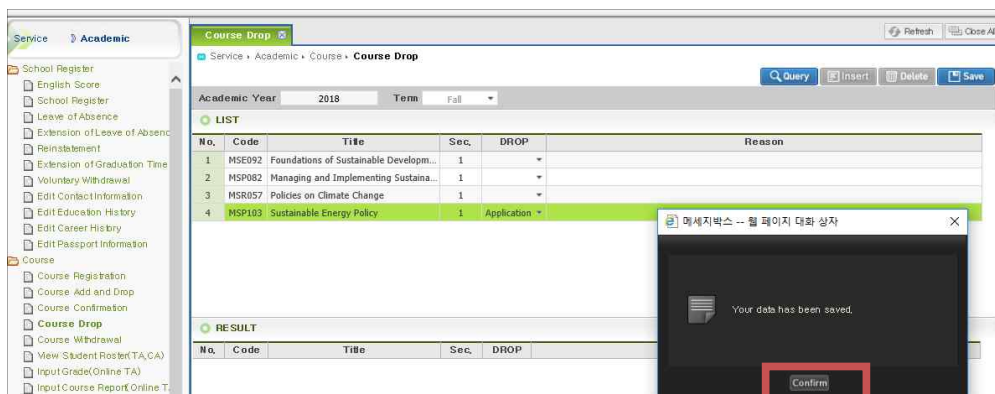 Service Academic
Course Drop
Refresh Close Al
Service Academic Course Course Drop
Query Insert Delete Save
Academic Year 2018 Term Fall
LIST
No. Code Title Sec. DROP Reason
1 MSE092 Foundations of Sustainable Developm... 1
2 MSP082 Managing and Implementing Sustaina... 1
3 MSR057 Policies on Climate Change 1
4 MSP103 Sustainable Energy Policy 1 Application
School Register
English Score
School Register
Leave of Absence
Extension of Leave of Absenc
Reinstatement
Extension of Graduation Time
Voluntary Withdrawal
Edit Contact Information
Edit Education History
Edit Career History
Edit Passport Information
Course
Course Registration
Course Add and Drop
Course Confirmation
Course Drop
Course Withdrawal
View Student Roster(TA,CA)
Input Grade(Online TA)
Input Course Report(Online T
메세지박스 -- 웹 페이지 대화 상자
Your data has been saved.
Confirm
RESULT
No. Code Title Sec. DROP